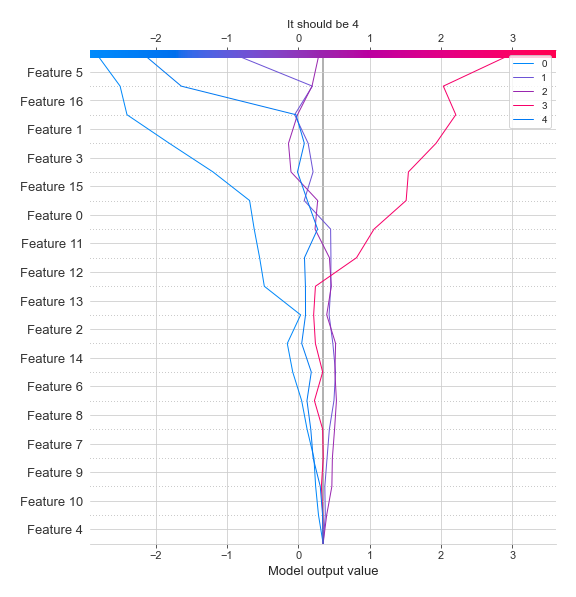 It should be 4
−2 −1 0 1 2 3
0
1
2
3
4
Feature 5
Feature 16
Feature 1
Feature 3
Feature 15
Feature 0
Feature 11
Feature 12
Feature 13
Feature 2
Feature 14
Feature 6
Feature 8
Feature 7
Feature 9
Feature 10
Feature 4
−2 −1 0 1 2 3
Model output value